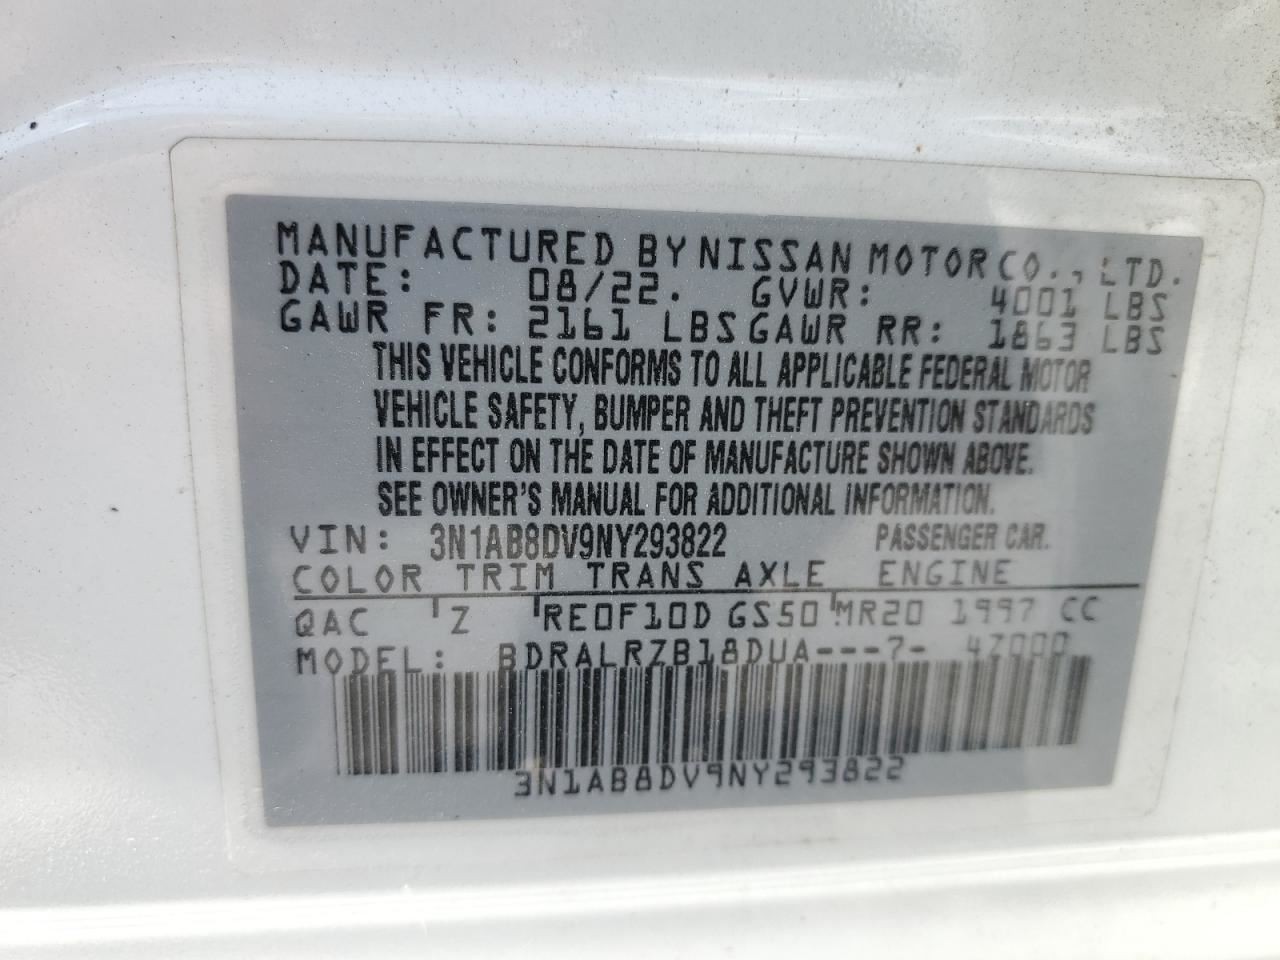 MANUFACTURED BY NISSAN MOTOR CO., LTD.
DATE: 08/22. GVWR: 4001 LBS
GAWR FR: 2161 LBS GAWR RR: 1863 LBS
THIS VEHICLE CONFORMS TO ALL APPLICABLE FEDERAL MOTOR
VEHICLE SAFETY, BUMPER AND THEFT PREVENTION STANDARDS
IN EFFECT ON THE DATE OF MANUFACTURE SHOWN ABOVE.
SEE OWNER'S MANUAL FOR ADDITIONAL INFORMATION.
VIN: 3N1AB8DV9NY293822 PASSENGER CAR.
COLOR TRIM TRANS AXLE ENGINE
QAC Z RE0F10D GS50 MR20 1997 CC
MODEL: BDRALRZB18DUA---7- 4Z000
3N1AB8DV9NY293822